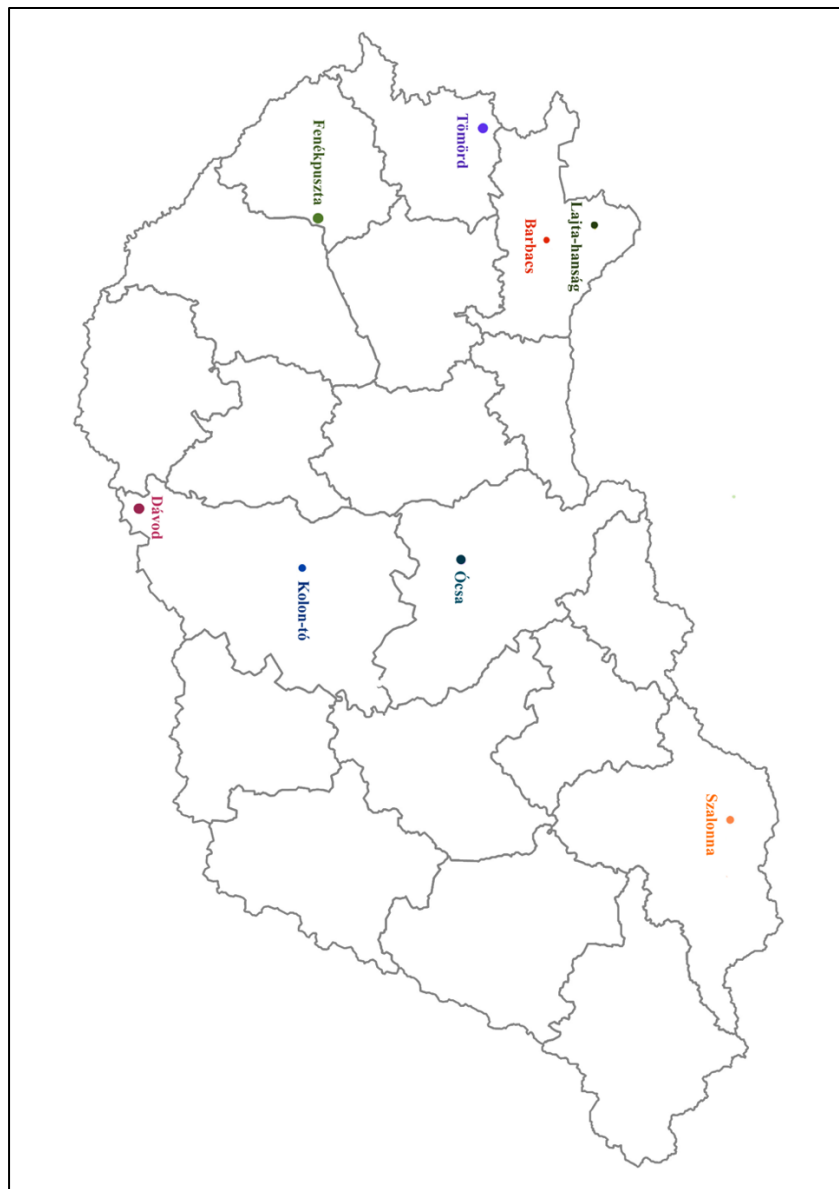 Szalonna
Lajta-hanság
Barbacs
Tömörd
Ócsa
Fenékpuszta
Kolon-tó
Dávod